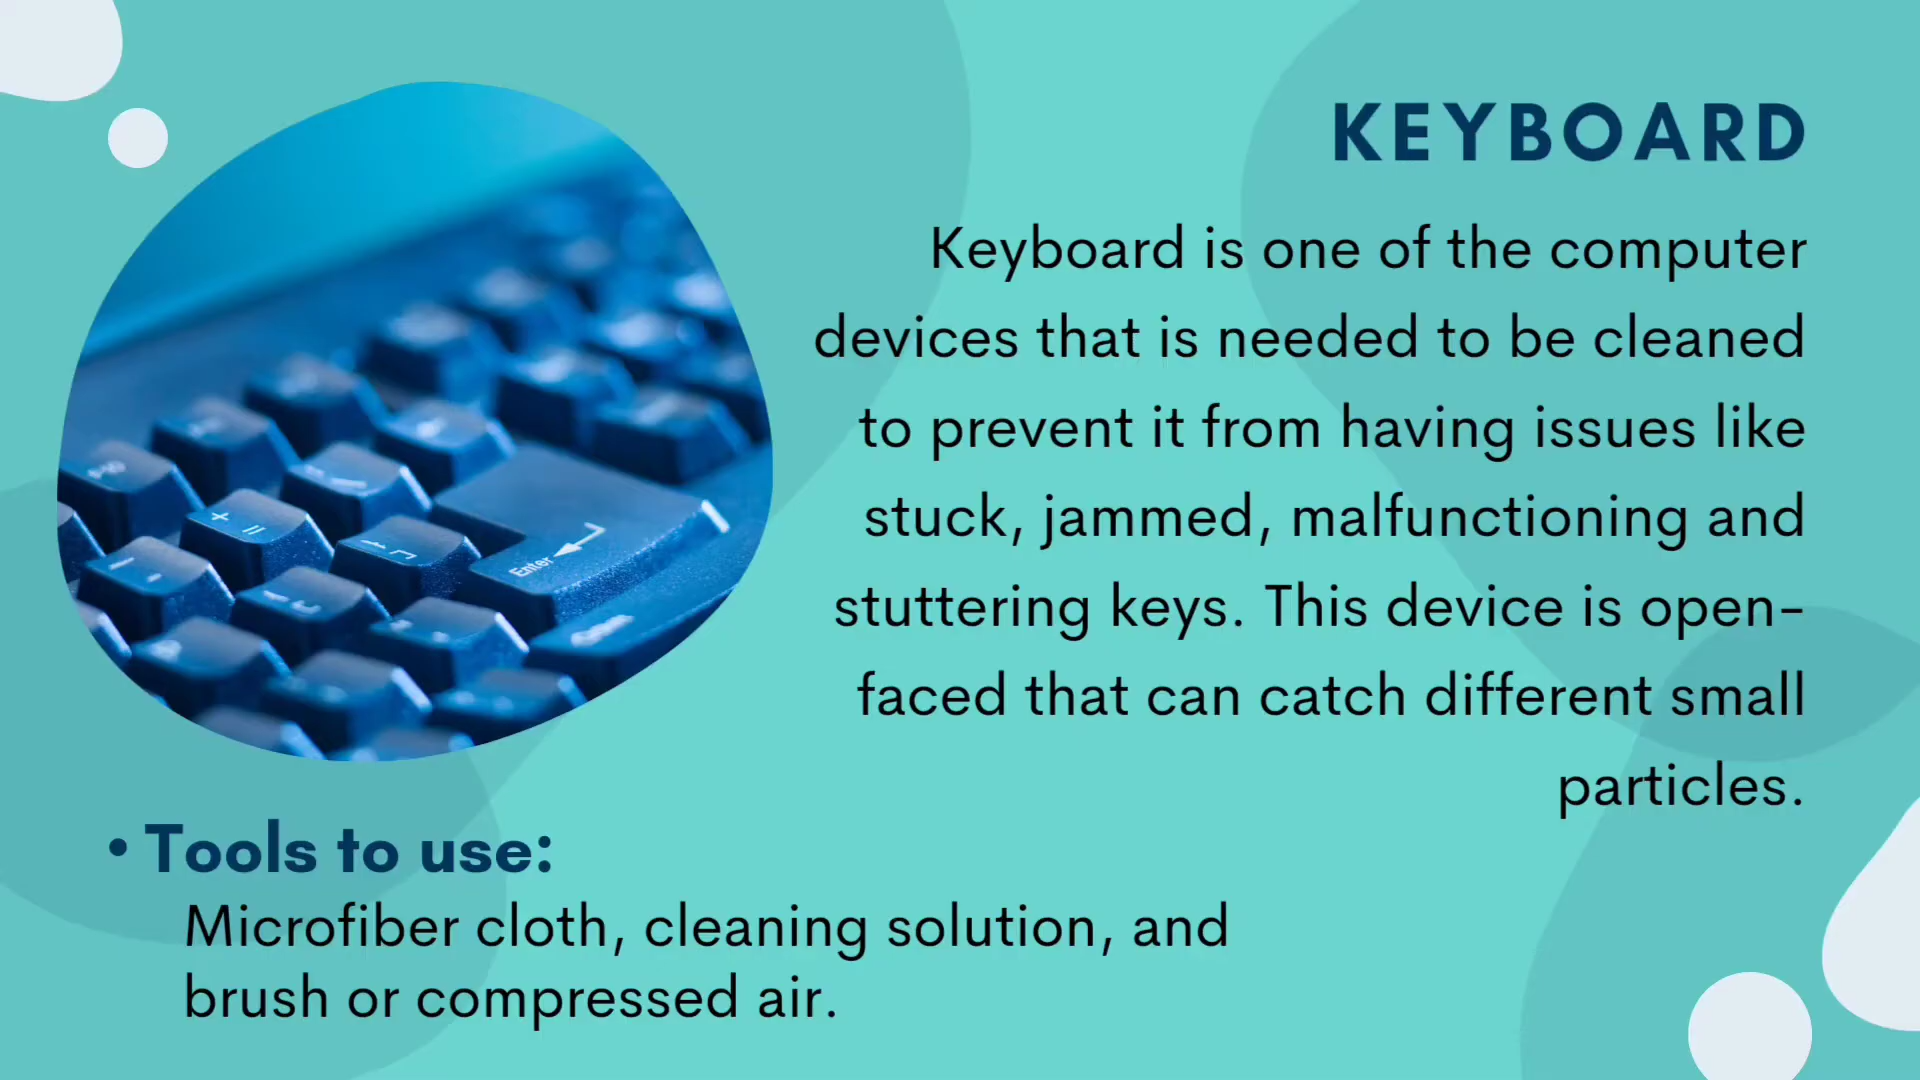 KEYBOARD
Keyboard is one of the computer
devices that is needed to be cleaned
to prevent it from having issues like
stuck, jammed, malfunctioning and
stuttering keys. This device is open-
faced that can catch different small
particles.
Enter
• Tools to use:
Microfiber cloth, cleaning solution, and
brush or compressed air.